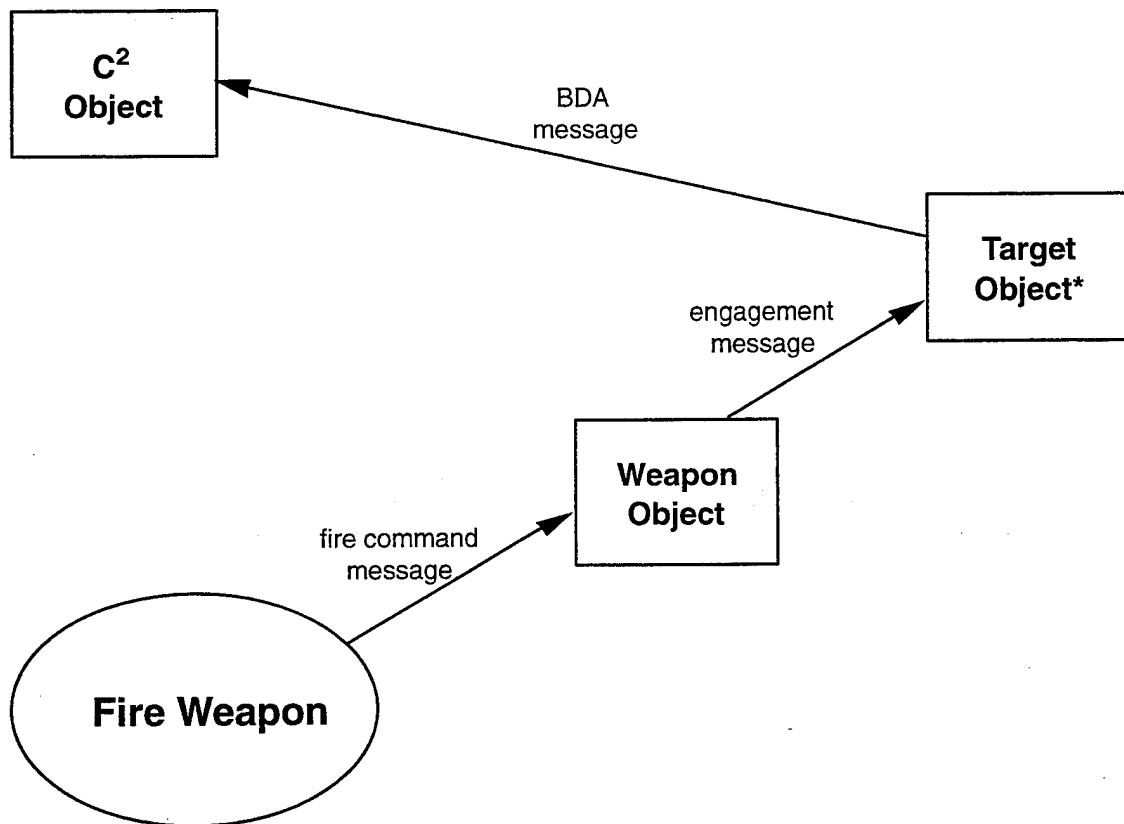 C²
Object
BDA
message
Target
Object*
engagement
message
Weapon
Object
fire command
message
Fire Weapon